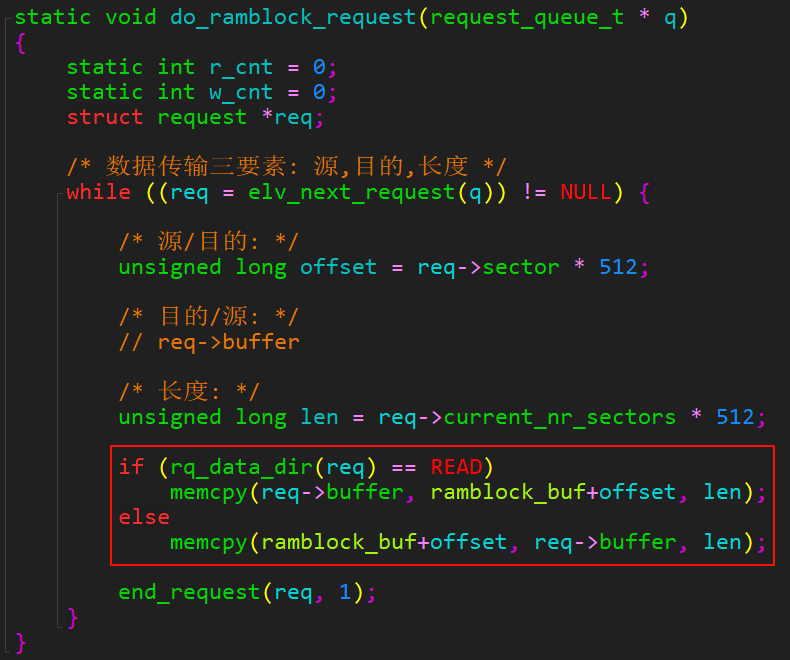 static void do_ramblock_request(request_queue_t * q)
{
static int r_cnt = 0;
static int w_cnt = 0;
struct request *req;
/* 数据传输三要素: 源,目的,长度 */
while ((req = elv_next_request(q)) != NULL) {
/* 源/目的: */
unsigned long offset = req->sector * 512;
/* 目的/源: */
// req->buffer
/* 长度: */
unsigned long len = req->current_nr_sectors * 512;
if (rq_data_dir(req) == READ)
memcpy(req->buffer, ramblock_buf+offset, len);
else
memcpy(ramblock_buf+offset, req->buffer, len);
end_request(req, 1);
}
}